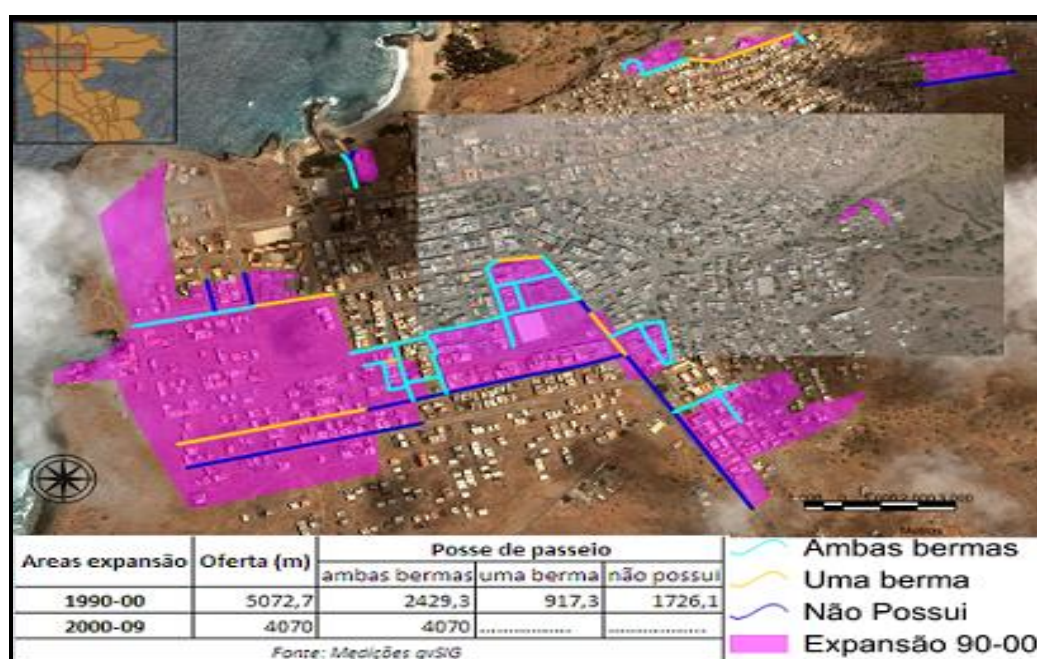 Metros
Areas expansão Oferta (m) Posse de passeio
ambas bermas uma berma não possui
1990-00 5072,7 2429,3 917,3 1726,1
2000-09 4070 4070 .................. ..................
Fonte: Medições gvSIG
Ambas bermas
Uma berma
Não Possui
Expansão 90-00